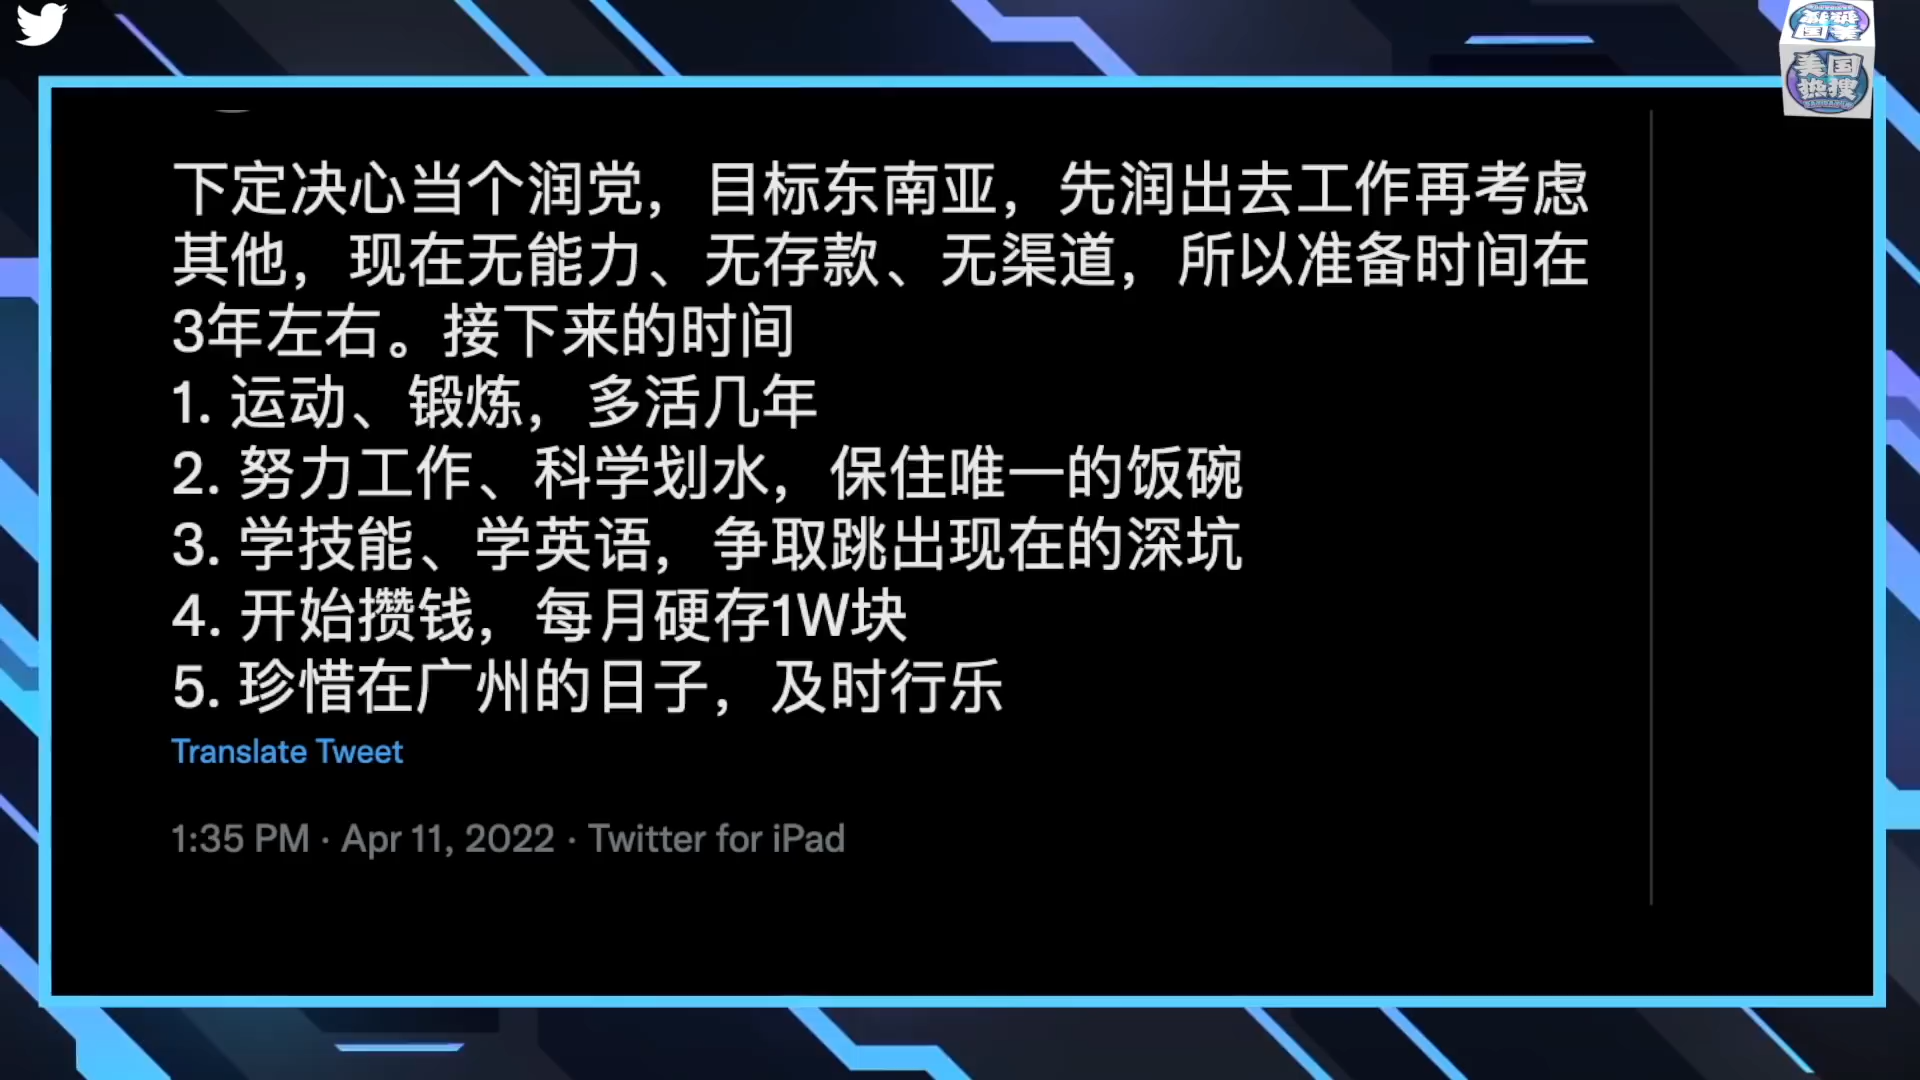 美国
热搜
下定决心当个润党，目标东南亚，先润出去工作再考虑
其他，现在无能力、无存款、无渠道，所以准备时间在
3年左右。接下来的时间
1. 运动、锻炼，多活几年
2. 努力工作、科学划水，保住唯一的饭碗
3. 学技能、学英语，争取跳出现在的深坑
4. 开始攒钱，每月硬存1W块
5. 珍惜在广州的日子，及时行乐
Translate Tweet
1:35 PM · Apr 11, 2022 · Twitter for iPad